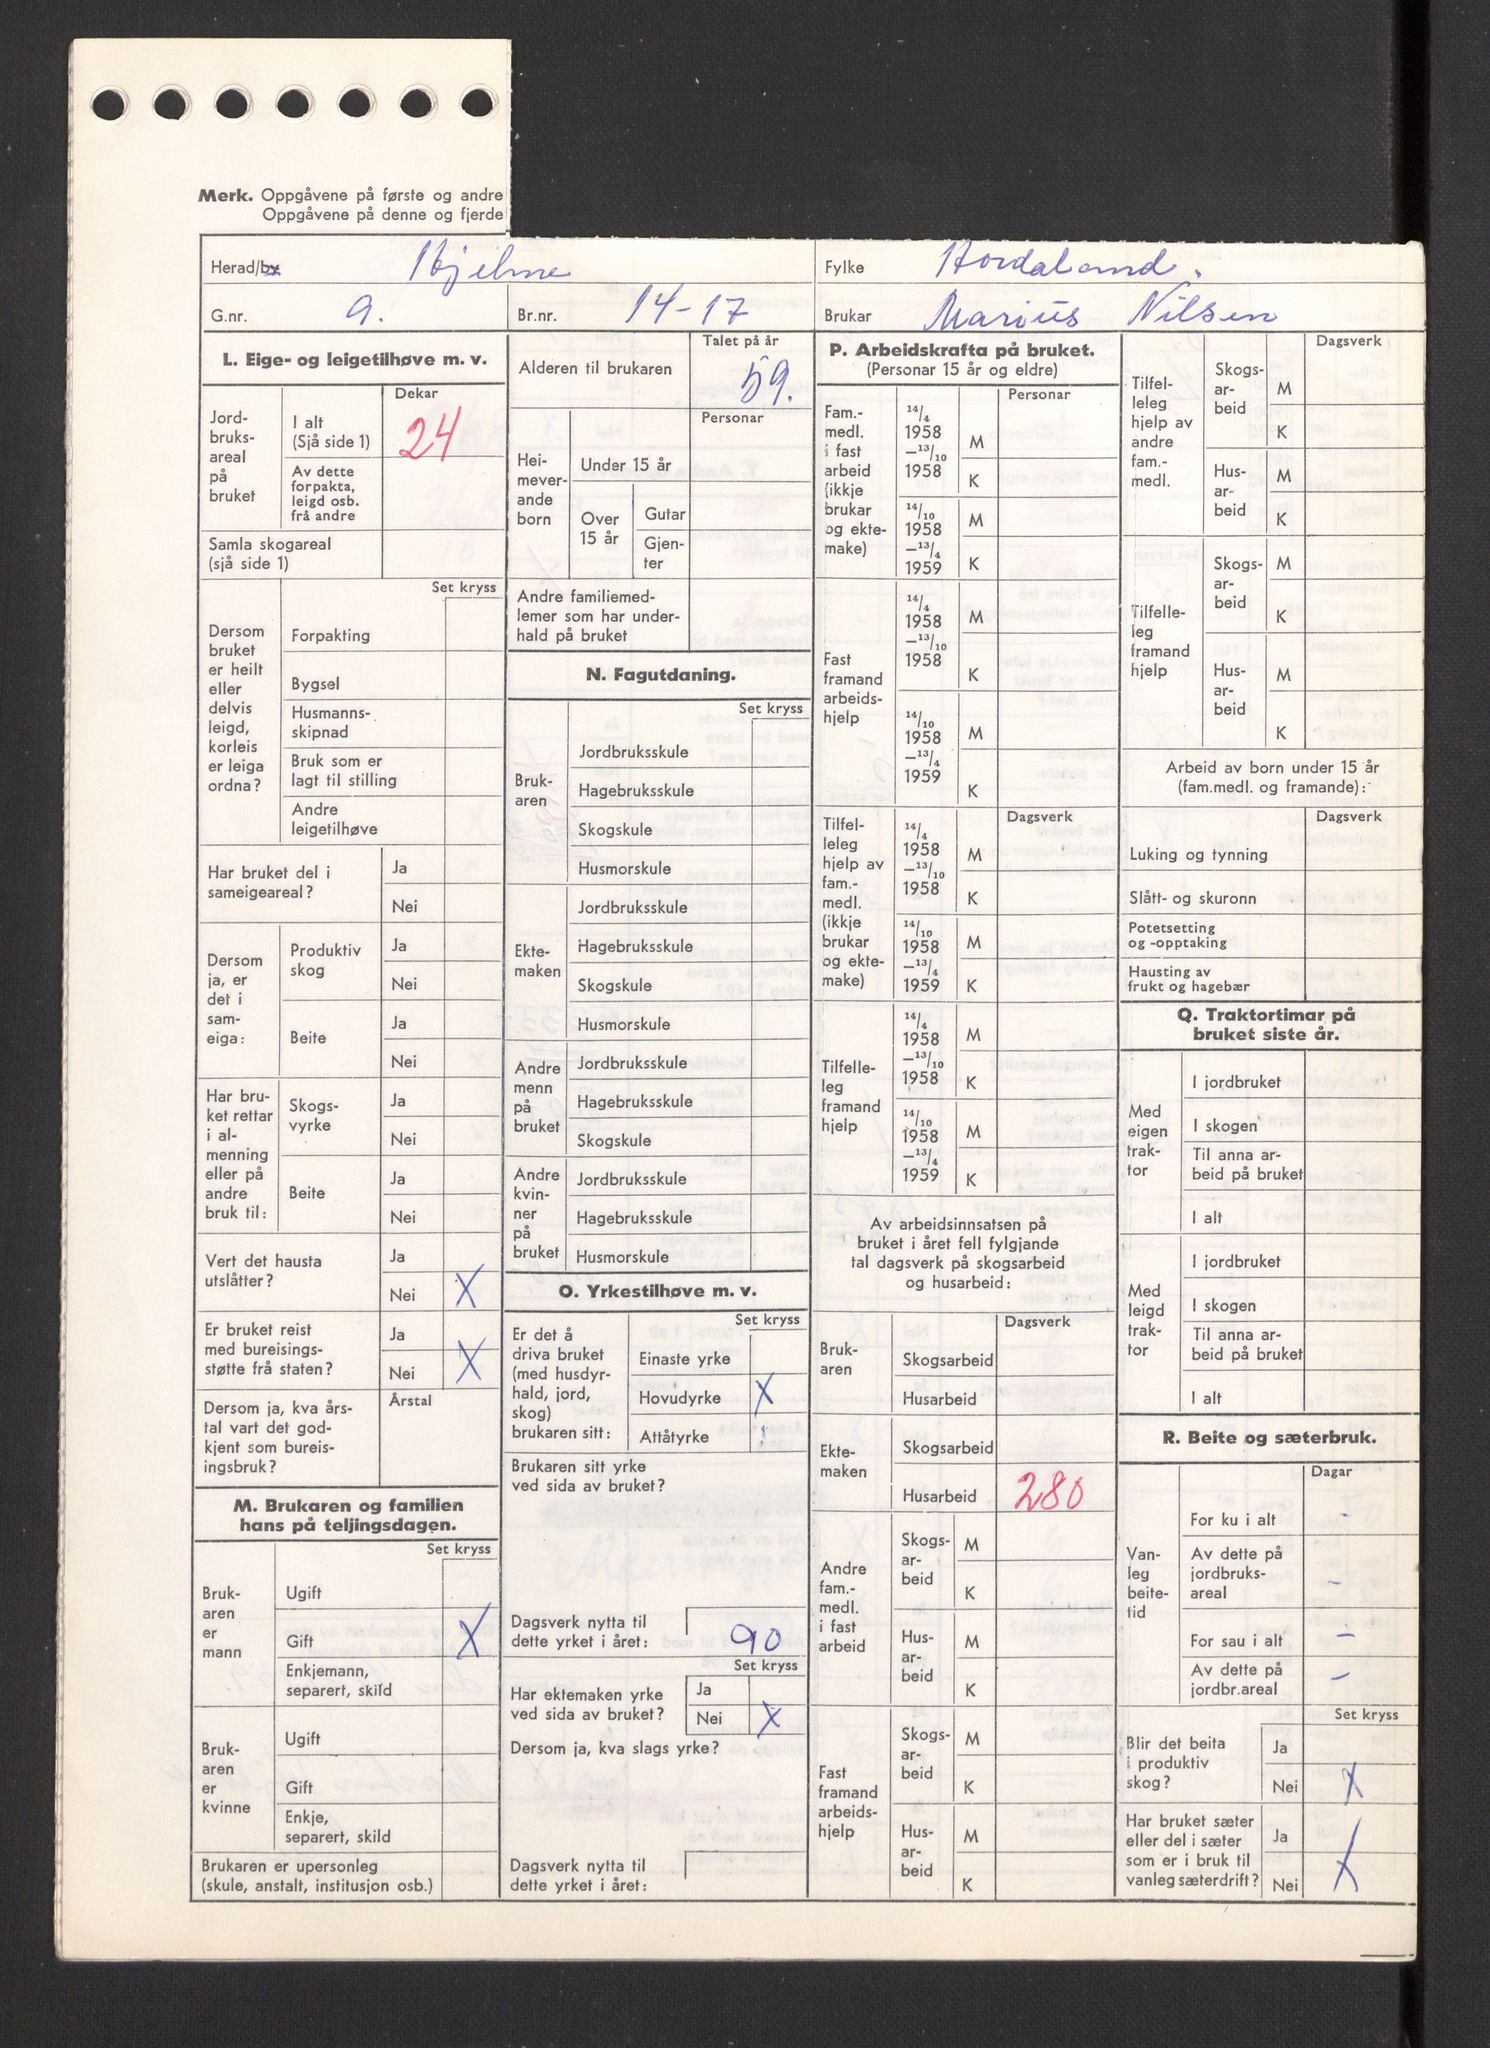 Merk. Oppgåvene på første og andre
Oppgåvene på denne og fjerde
Herad/by Hjelme
Fylke Hordaland.
G.nr. 9.
Br.nr. 14-17
Brukar Marius Nilsen
L. Eige- og leigetilhøve m. v.
Dekar
Jord-
bruks-
areal
på
bruket
I alt
(Sjå side 1) 24
Av dette
forpakta,
leigd osb.
frå andre
Samla skogareal
(sjå side 1)
Set kryss
Dersom
bruket
er heilt
eller
delvis
leigd,
korleis
er leiga
ordna?
Forpakting
Bygsel
Husmanns-
skipnad
Bruk som er
lagt til stilling
Andre
leigetilhøve
Har bruket del i
sameigeareal?
Ja
Nei
Dersom
ja, er
det i
sam-
eiga:
Produktiv
skog
Ja
Nei
Beite
Ja
Nei
Har bru-
ket rettar
i al-
menning
eller på
andre
bruk til:
Skogs-
vyrke
Ja
Nei
Beite
Ja
Nei
Vert det hausta
utslåtter?
Ja
Nei X
Er bruket reist
med bureisings-
støtte frå staten?
Ja
Nei X
Dersom ja, kva års-
tal vart det god-
kjent som bureis-
ingsbruk?
Årstal
M. Brukaren og familien
hans på teljingsdagen.
Set kryss
Bruk-
aren
er
mann
Ugift
Gift X
Enkjemann,
separert, skild
Bruk-
aren
er
kvinne
Ugift
Gift
Enkje,
separert, skild
Brukaren er upersonleg
(skule, anstalt, institusjon osb.)
Talet på år
Alderen til brukaren 59.
Personar
Hei-
mever-
ande
born
Under 15 år
Over
15 år
Gutar
Gjen-
ter
Andre familiemed-
lemer som har under-
hald på bruket
N. Fagutdaning.
Set kryss
Bruk-
aren
Jordbruksskule
Hagebruksskule
Skogskule
Husmorskule
Ekte-
maken
Jordbruksskule
Hagebruksskule
Skogskule
Husmorskule
Andre
menn
på
bruket
Jordbruksskule
Hagebruksskule
Skogskule
Andre
kvin-
ner
på
bruket
Jordbruksskule
Hagebruksskule
Husmorskule
O. Yrkestilhøve m. v.
Set kryss
Er det å
driva bruket
(med husdyr-
hald, jord,
skog)
brukaren sitt:
Einaste yrke
Hovudyrke X
Attåtyrke
Brukaren sitt yrke
ved sida av bruket?
Dagsverk nytta til
dette yrket i året: 90
Set kryss
Har ektemaken yrke
ved sida av bruket?
Ja
Nei X
Dersom ja, kva slags yrke?
Dagsverk nytta til
dette yrket i året:
P. Arbeidskrafta på bruket.
(Personar 15 år og eldre)
Personar
Fam.-
medl.
i fast
arbeid
(ikkje
brukar
og ekte-
make)
14/4
1958
—13/10
1958
M
K
14/10
1958
—13/4
1959
M
K
Fast
framand
arbeids-
hjelp
14/4
1958
—13/10
1958
M
K
14/10
1958
—13/4
1959
M
K
Dagsverk
Tilfel-
leleg
hjelp av
fam.-
medl.
(ikkje
brukar
og ekte-
make)
14/4
1958
—13/10
1958
M
K
14/10
1958
—13/4
1959
M
K
Tilfelle-
leg
framand
hjelp
14/4
1958
—13/10
1958
M
K
14/10
1958
—13/4
1959
M
K
Av arbeidsinnsatsen på
bruket i året fell fylgjande
tal dagsverk på skogsarbeid
og husarbeid:
Dagsverk
Bruk-
aren
Skogsarbeid
Husarbeid
Ekte-
maken
Skogsarbeid
Husarbeid 280
Andre
fam.-
medl.
i fast
arbeid
Skogs-
ar-
beid
M
K
Hus-
ar-
beid
M
K
Fast
framand
arbeids-
hjelp
Skogs-
ar-
beid
M
K
Hus-
ar-
beid
M
K
Dagsverk
Tilfel-
leleg
hjelp av
andre
fam.-
medl.
Skogs-
ar-
beid
M
K
Hus-
ar-
beid
M
K
Tilfelle-
leg
framand
hjelp
Skogs-
ar-
beid
M
K
Hus-
ar-
beid
M
K
Arbeid av born under 15 år
(fam.medl. og framande):
Dagsverk
Luking og tynning
Slått- og skuronn
Potetsetting
og -opptaking
Hausting av
frukt og hagebær
Q. Traktortimar på
bruket siste år.
Med
eigen
trak-
tor
I jordbruket
I skogen
Til anna ar-
beid på bruket
I alt
Med
leigd
trak-
tor
I jordbruket
I skogen
Til anna ar-
beid på bruket
I alt
R. Beite og sæterbruk.
Dagar
Van-
leg
beite-
tid
For ku i alt -
Av dette på
jordbruks-
areal -
For sau i alt -
Av dette på
jordbr.areal -
Set kryss
Blir det beita
i produktiv
skog?
Ja
Nei X
Har bruket sæter
eller del i sæter
som er i bruk til
vanleg sæterdrift?
Ja
Nei X